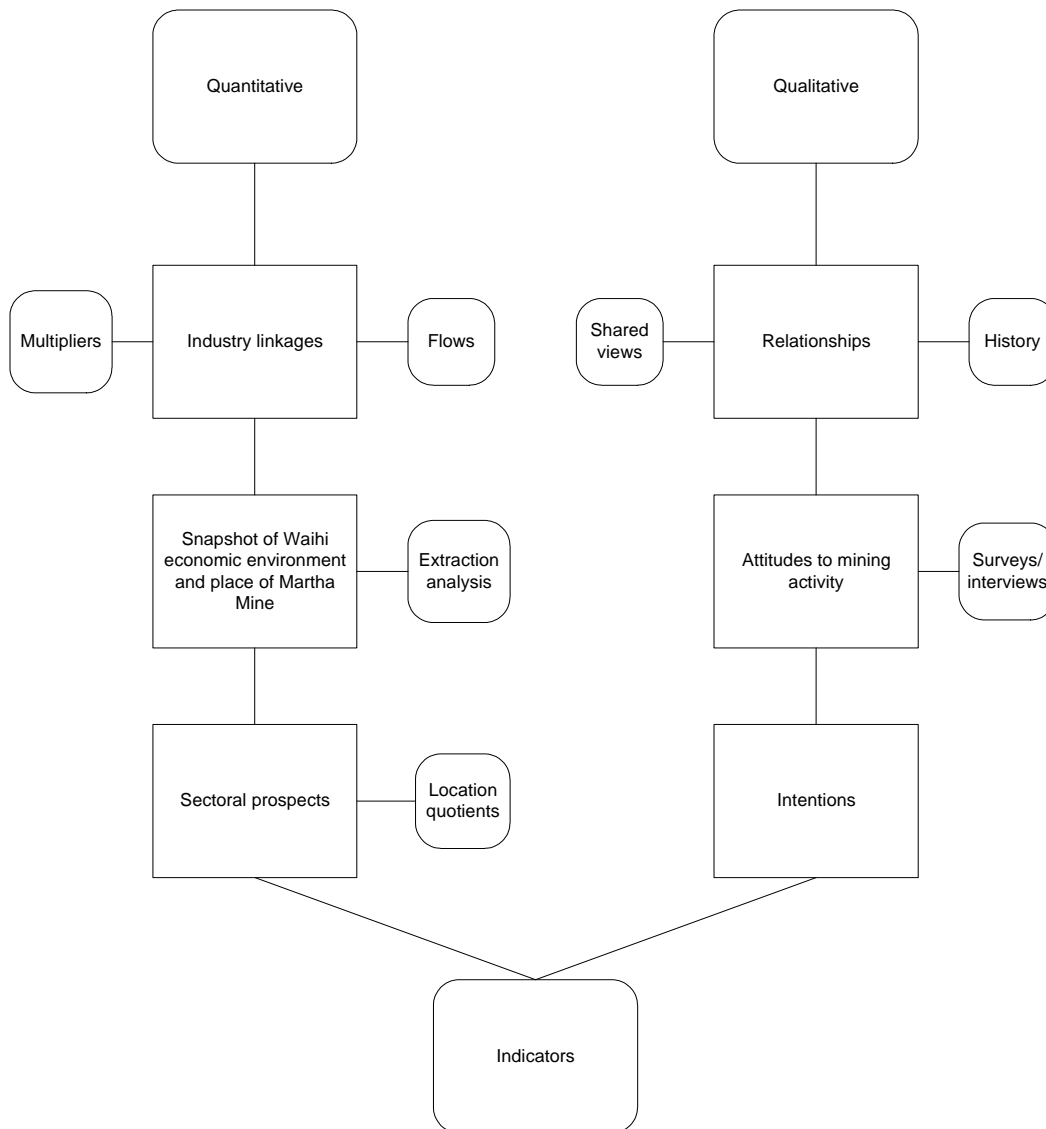 Quantitative
Qualitative
Multipliers
Industry linkages
Flows
Shared
views
Relationships
History
Snapshot of Waihi
economic environment
and place of Martha
Mine
Extraction
analysis
Attitudes to mining
activity
Surveys/
interviews
Sectoral prospects
Location
quotients
Intentions
Indicators